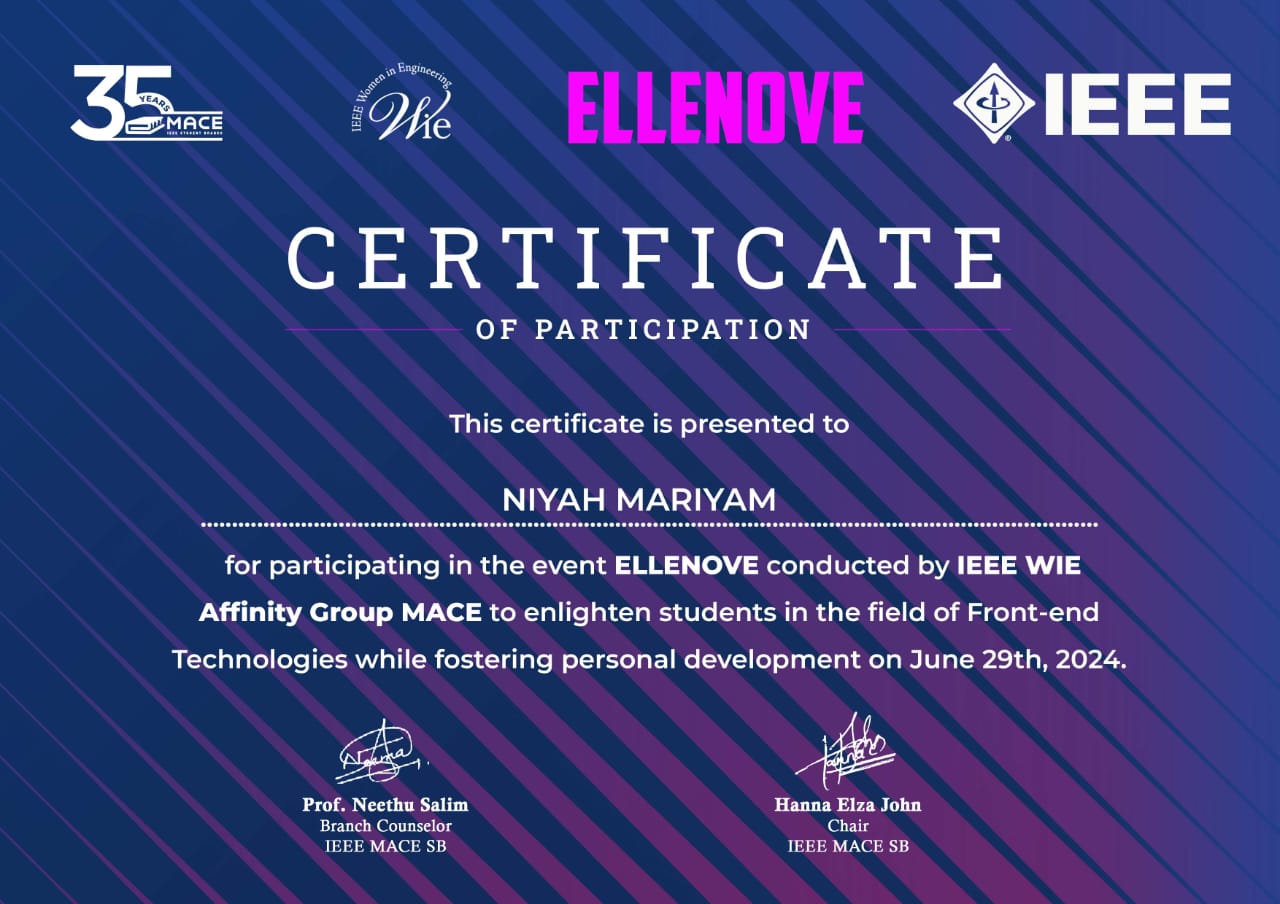 35 YEARS MACE
IEEE STUDENT BRANCH
IEEE Women in Engineering
WIE
ELLENOVE
IEEE
®
CERTIFICATE
OF PARTICIPATION
This certificate is presented to
NIYAH MARIYAM
for participating in the event ELLENOVE conducted by IEEE WIE
Affinity Group MACE to enlighten students in the field of Front-end
Technologies while fostering personal development on June 29th, 2024.
Hanna John
Prof. Neethu Salim
Branch Counselor
IEEE MACE SB
Hanna Elza John
Chair
IEEE MACE SB